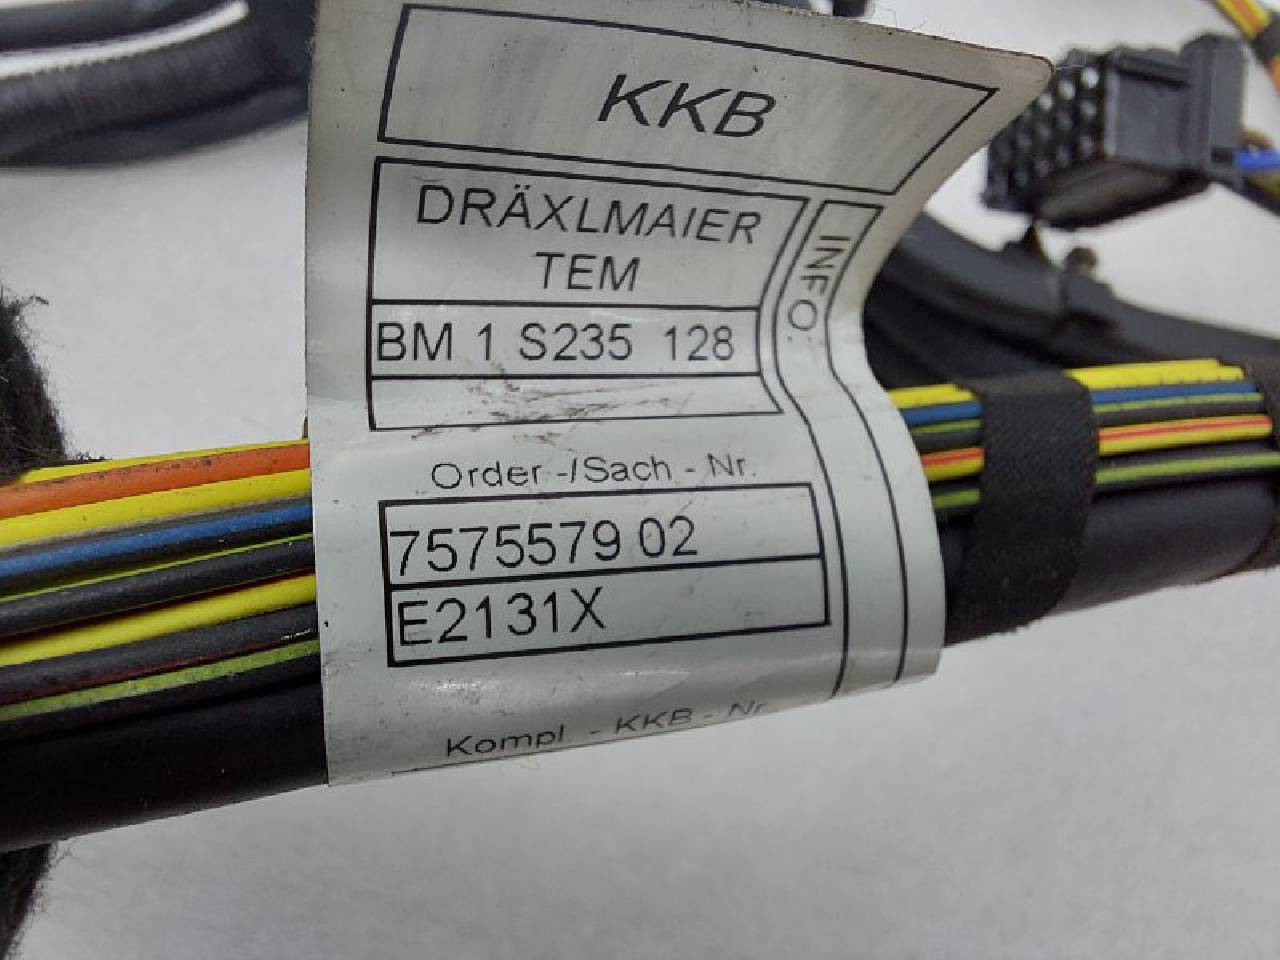 KKB
DRÄXLMAIER
TEM
INFO:
BM 1 S235 128
Order-/Sach-Nr.
7575579 02
E2131X
Kompl.-KKB-Nr